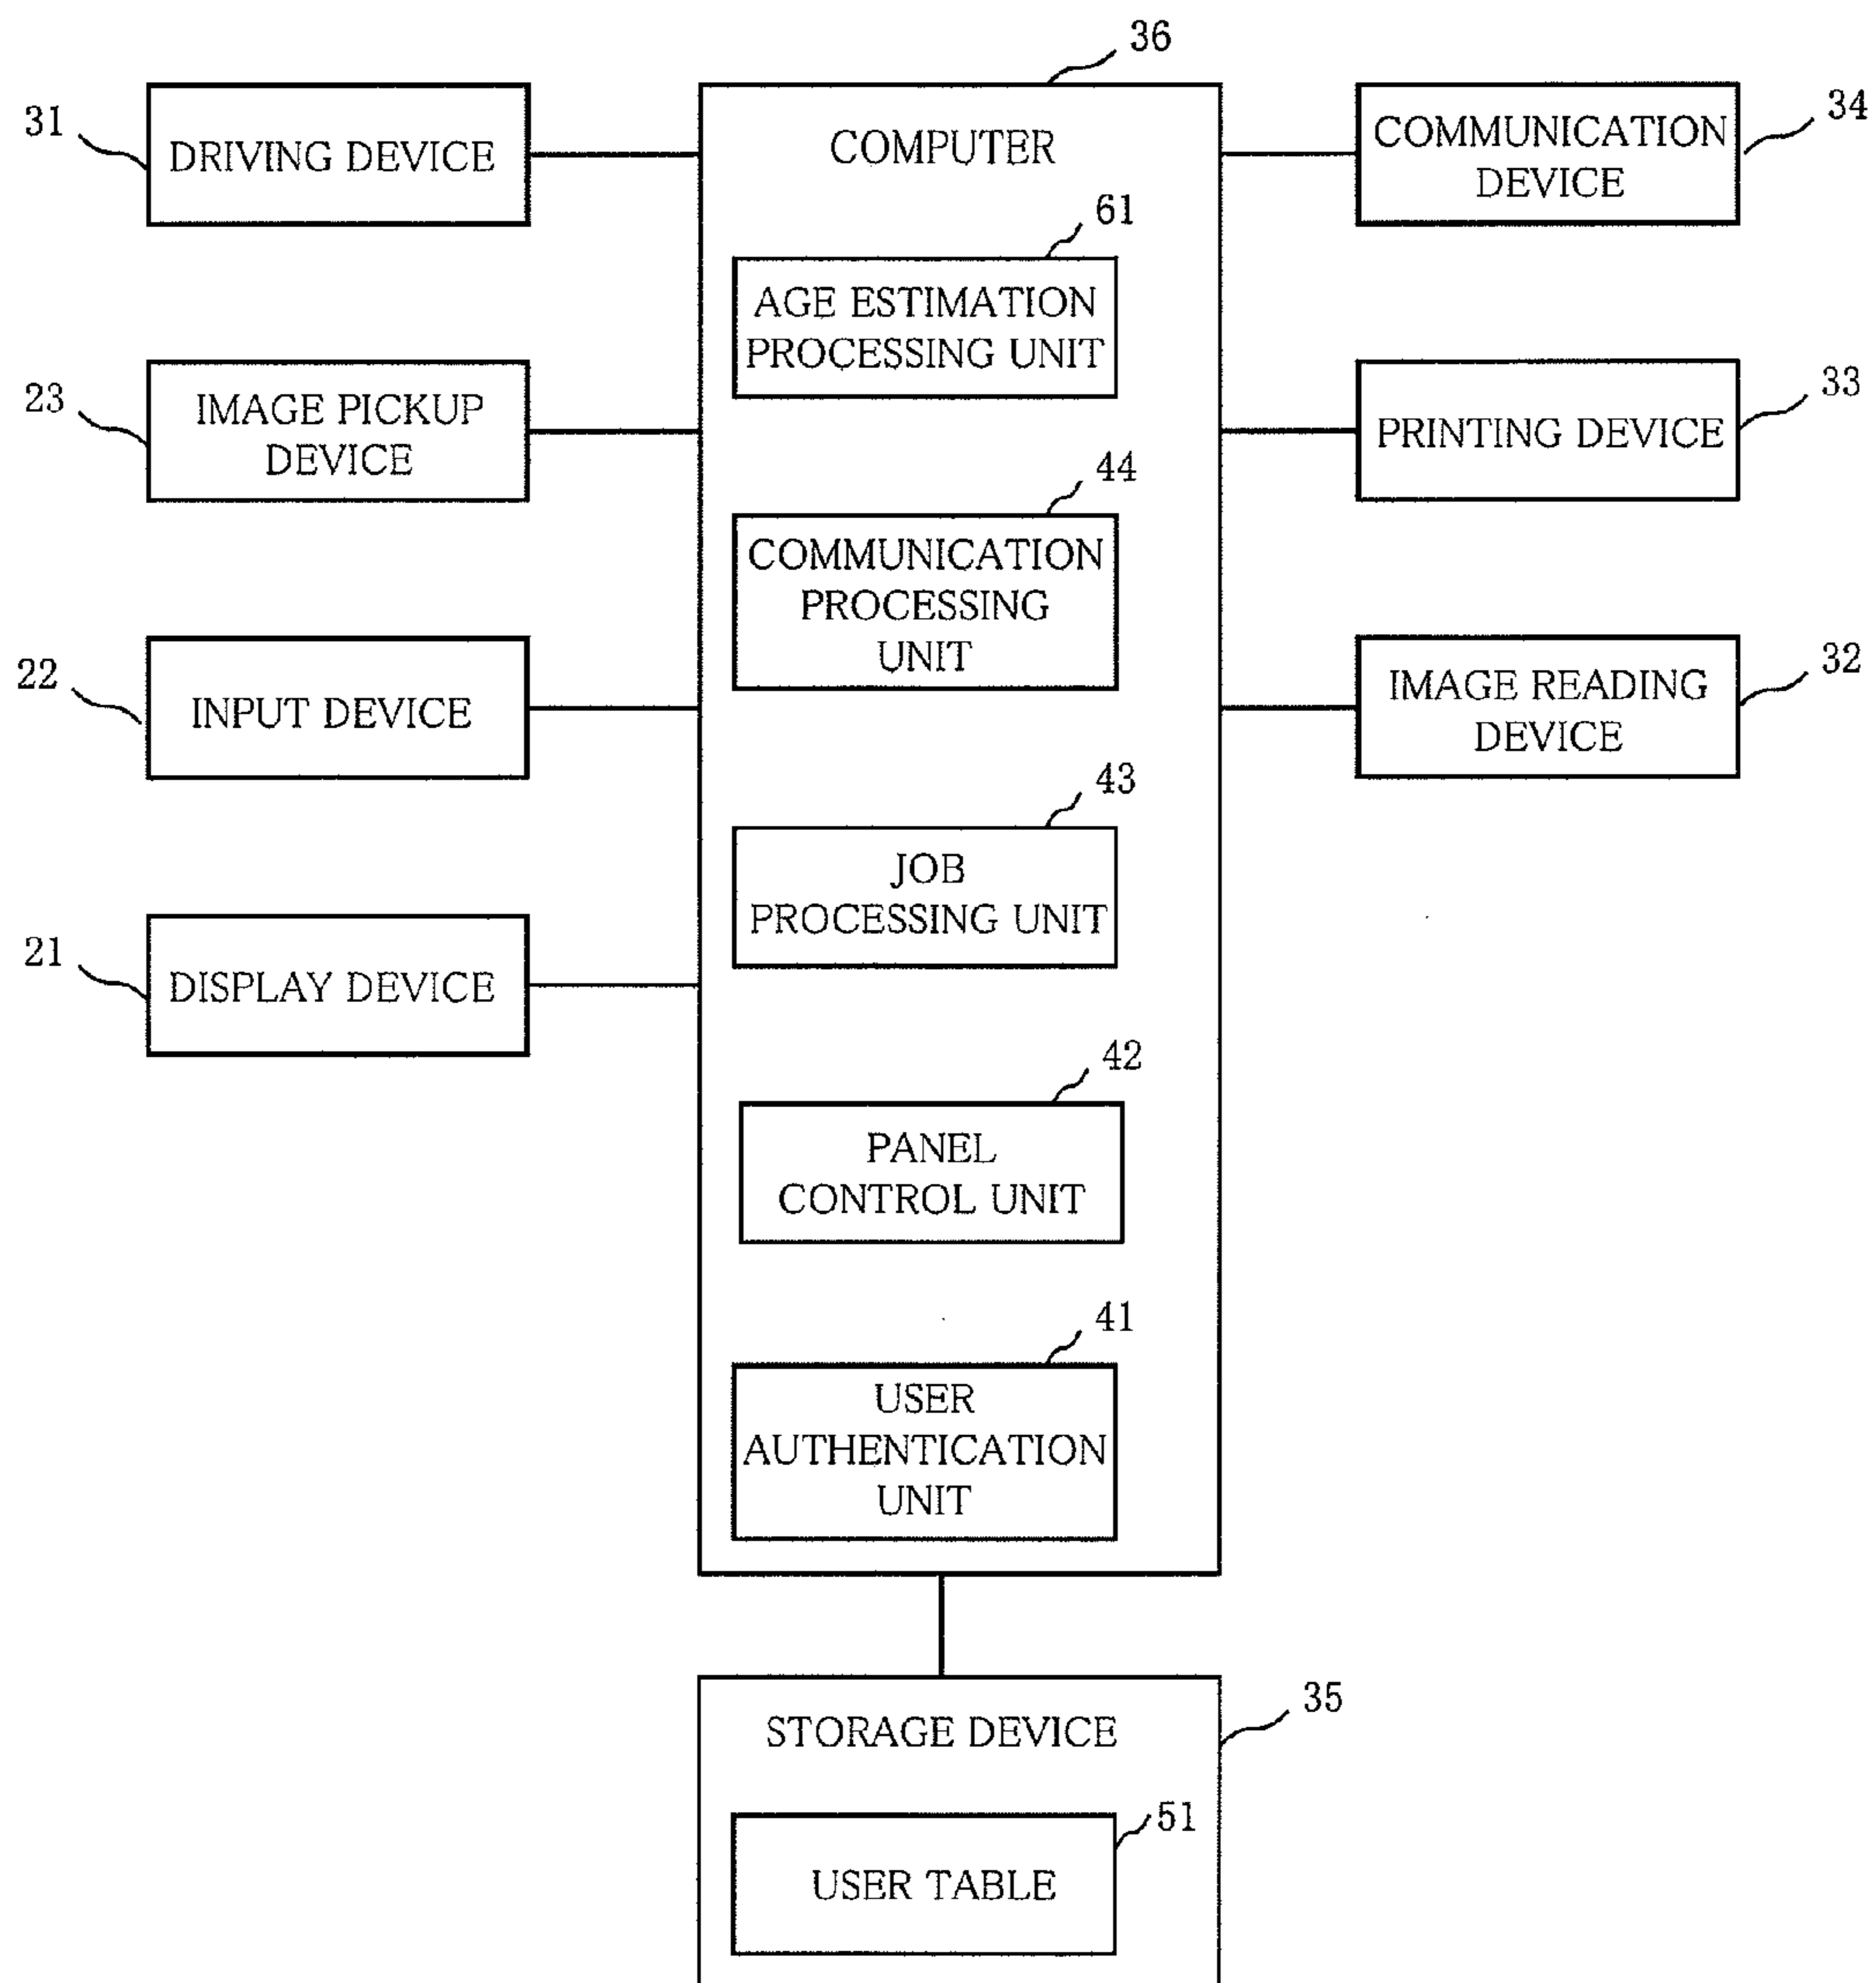 36
31
DRIVING DEVICE
COMPUTER
COMMUNICATION
DEVICE
34
61
AGE ESTIMATION
PROCESSING UNIT
23
IMAGE PICKUP
DEVICE
PRINTING DEVICE
33
44
COMMUNICATION
PROCESSING
UNIT
22
INPUT DEVICE
IMAGE READING
DEVICE
32
43
JOB
PROCESSING UNIT
21
DISPLAY DEVICE
42
PANEL
CONTROL UNIT
41
USER
AUTHENTICATION
UNIT
35
STORAGE DEVICE
51
USER TABLE